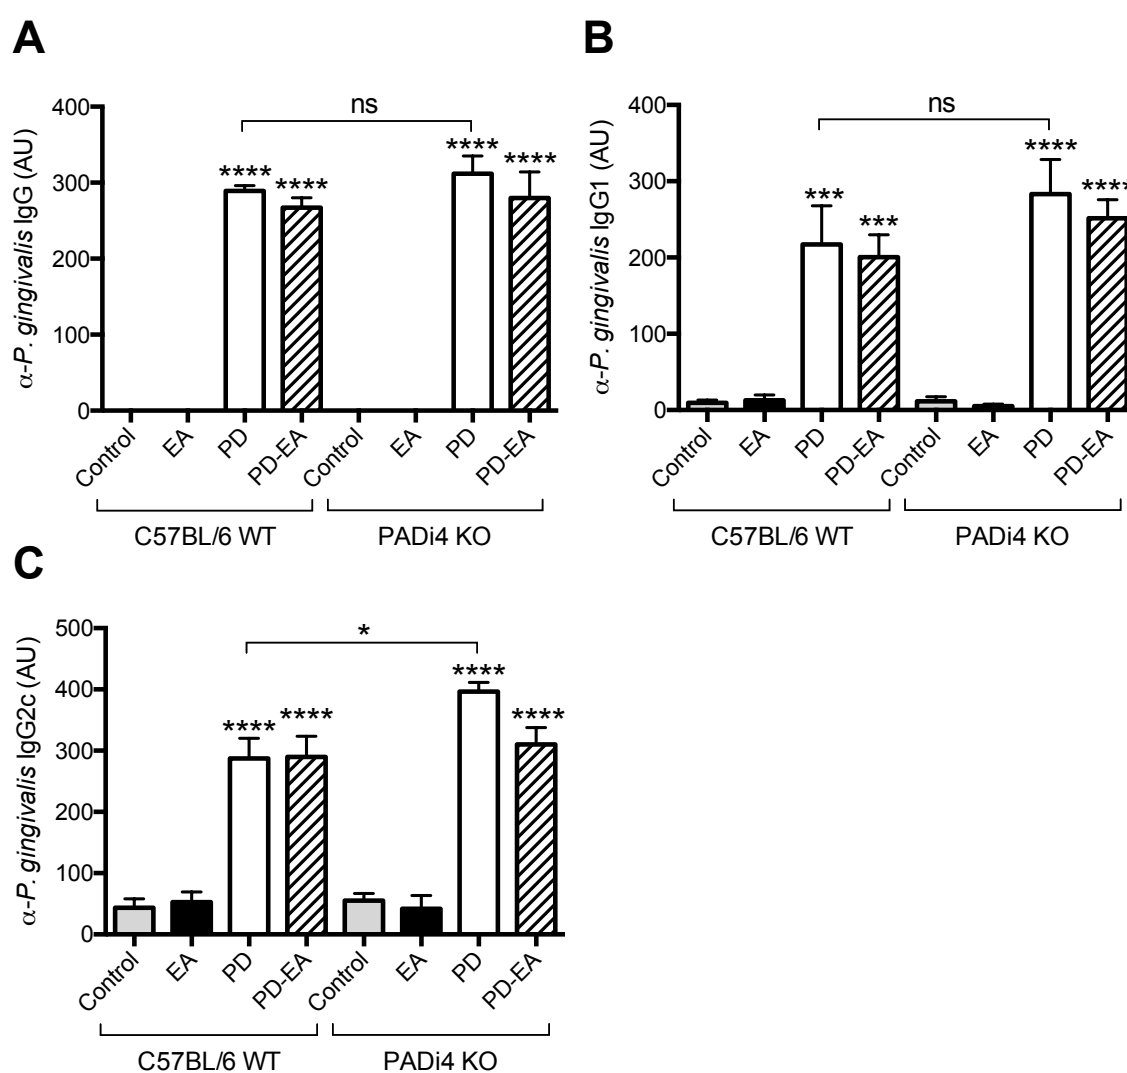 A
α-P. gingivalis IgG (AU)
400
300
200
100
0
ns
**** **** **** ****
Control EA PD PD-EA Control EA PD PD-EA
C57BL/6 WT PADi4 KO
B
α-P. gingivalis IgG1 (AU)
400
300
200
100
0
ns
*** *** **** ****
Control EA PD PD-EA Control EA PD PD-EA
C57BL/6 WT PADi4 KO
C
α-P. gingivalis IgG2c (AU)
500
400
300
200
100
0
*
**** **** **** ****
Control EA PD PD-EA Control EA PD PD-EA
C57BL/6 WT PADi4 KO